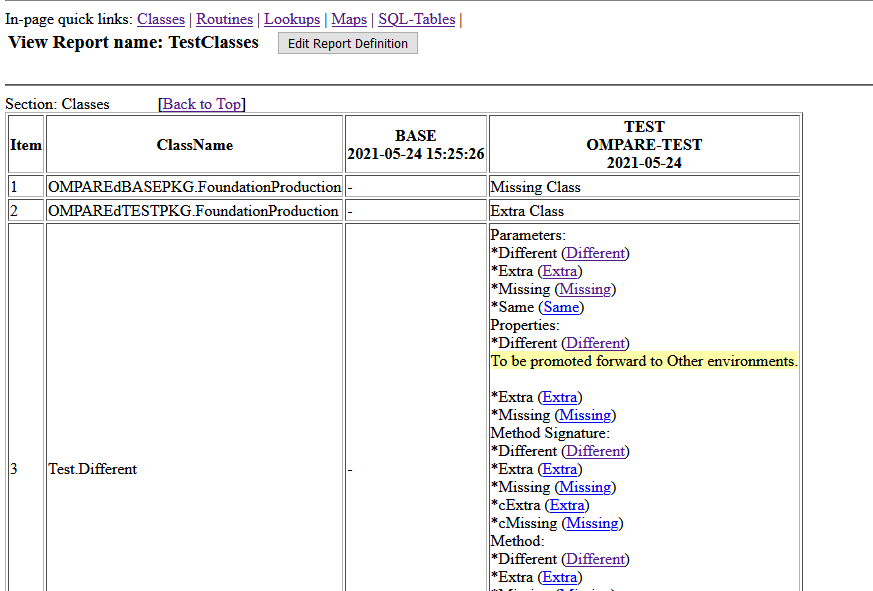 In-page quick links: Classes | Routines | Lookups | Maps | SQL-Tables |
View Report name: TestClasses Edit Report Definition
Section: Classes [Back to Top]
Item ClassName BASE 2021-05-24 15:25:26 TEST OMPARE-TEST 2021-05-24
1 OMPAREdBASEPKG.FoundationProduction - Missing Class
2 OMPAREdTESTPKG.FoundationProduction - Extra Class
3 Test.Different -
Parameters:
*Different (Different)
*Extra (Extra)
*Missing (Missing)
*Same (Same)
Properties:
*Different (Different)
To be promoted forward to Other environments.
*Extra (Extra)
*Missing (Missing)
Method Signature:
*Different (Different)
*Extra (Extra)
*Missing (Missing)
*cExtra (Extra)
*cMissing (Missing)
Method:
*Different (Different)
*Extra (Extra)